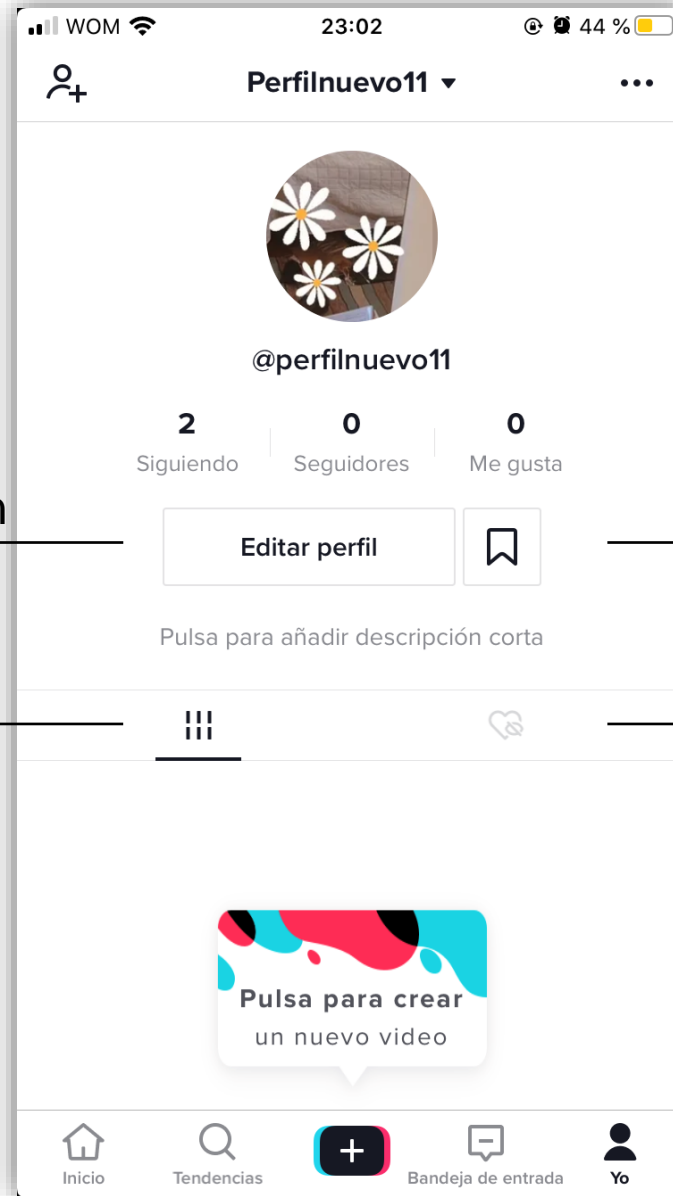 WOM 23:02 44 %
Perfilnuevo11
@perfilnuevo11
2 0 0
Siguiendo Seguidores Me gusta
n
Editar perfil
Pulsa para añadir descripción corta
Pulsa para crear
un nuevo video
Inicio Tendencias Bandeja de entrada Yo